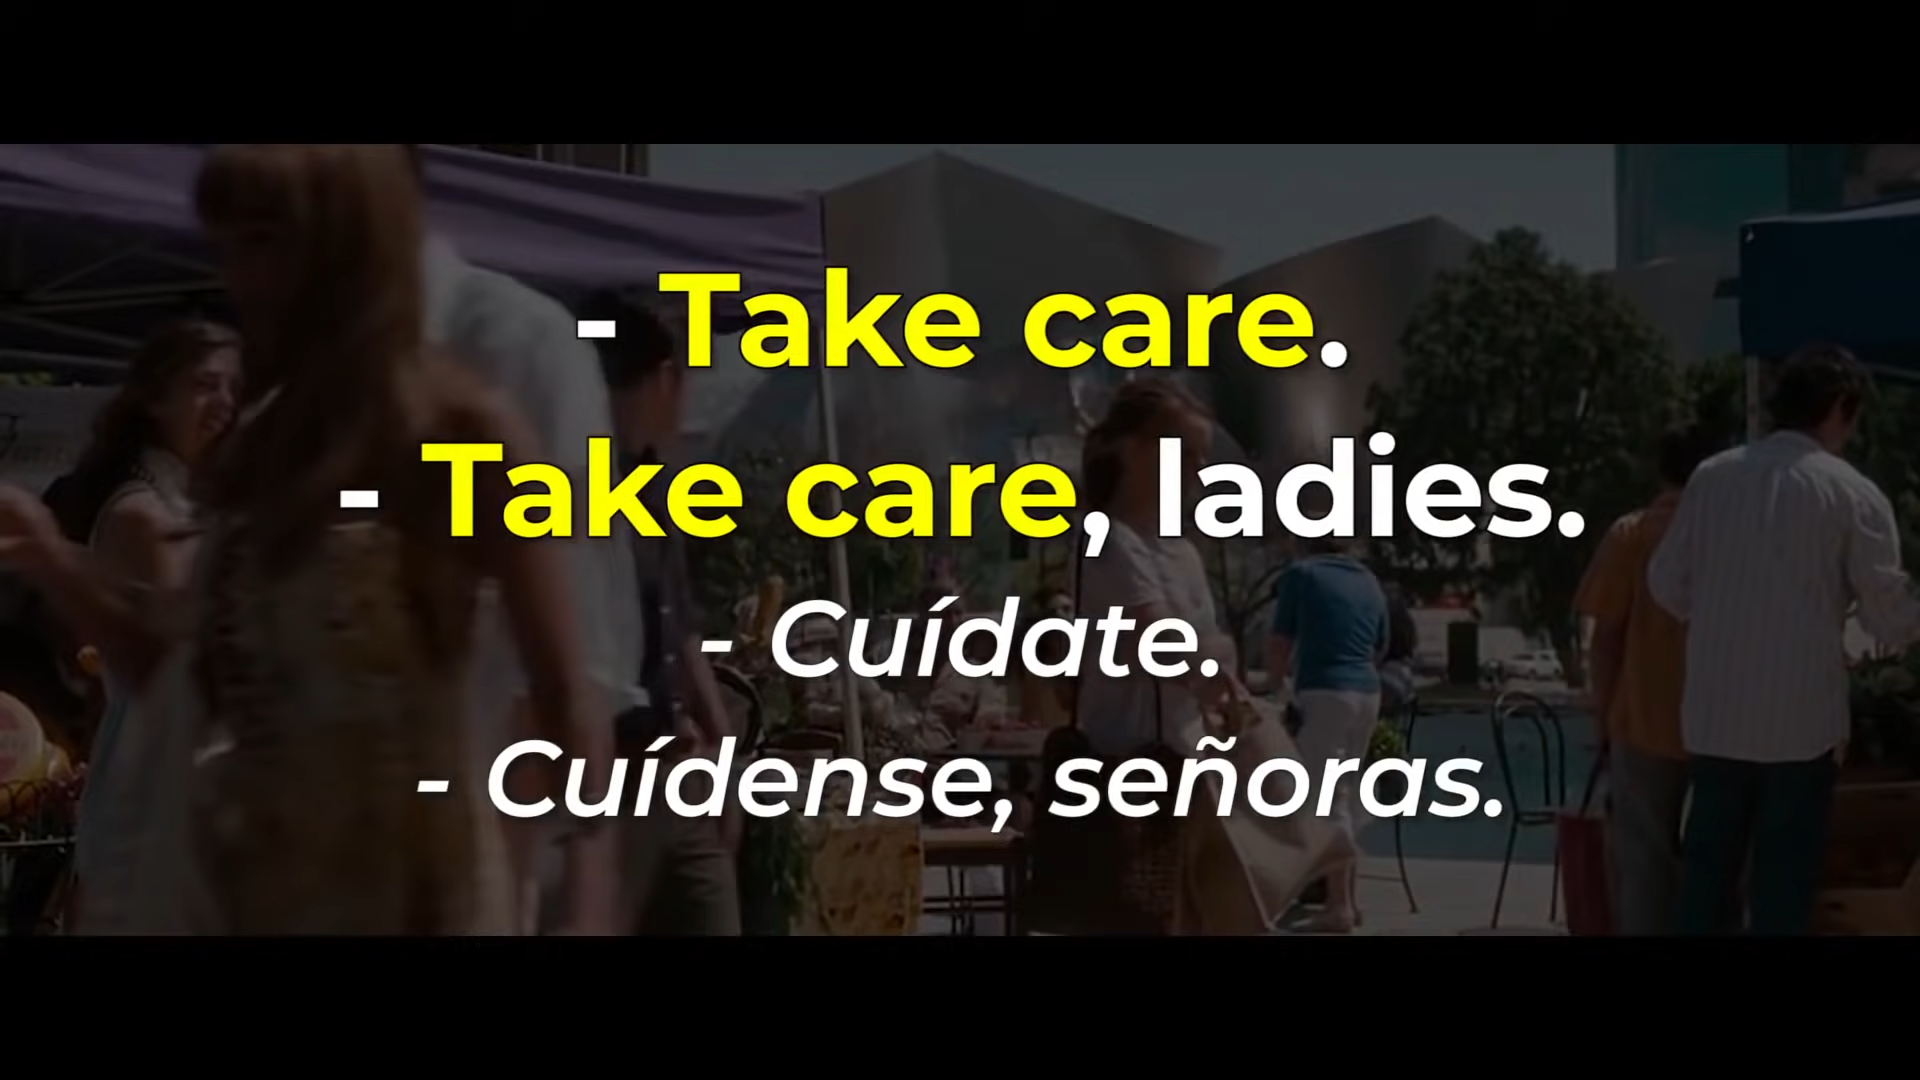 - Take care.
- Take care, ladies.
- Cuídate.
- Cuídense, señoras.